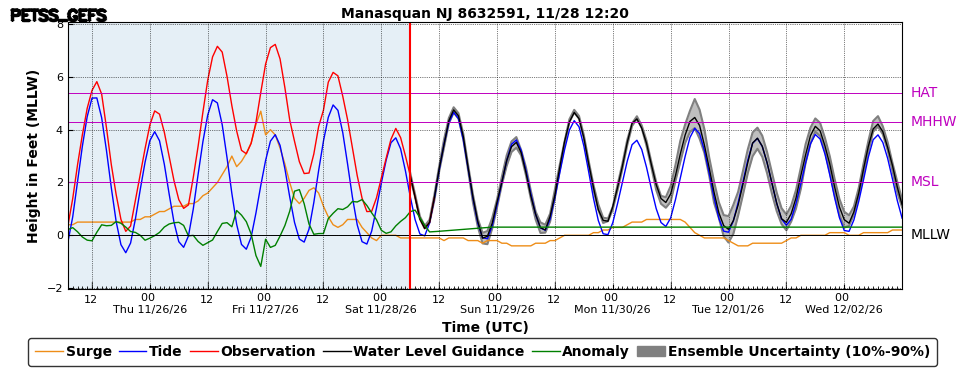 PETSS_GEFS
Manasquan NJ 8632591, 11/28 12:20
Height in Feet (MLLW)
8
6
4
2
0
−2
HAT
MHHW
MSL
MLLW
12 00 12 00 12 00 12 00 12 00 12 00 12 00
Thu 11/26/26 Fri 11/27/26 Sat 11/28/26 Sun 11/29/26 Mon 11/30/26 Tue 12/01/26 Wed 12/02/26
Time (UTC)
Surge Tide Observation Water Level Guidance Anomaly Ensemble Uncertainty (10%-90%)